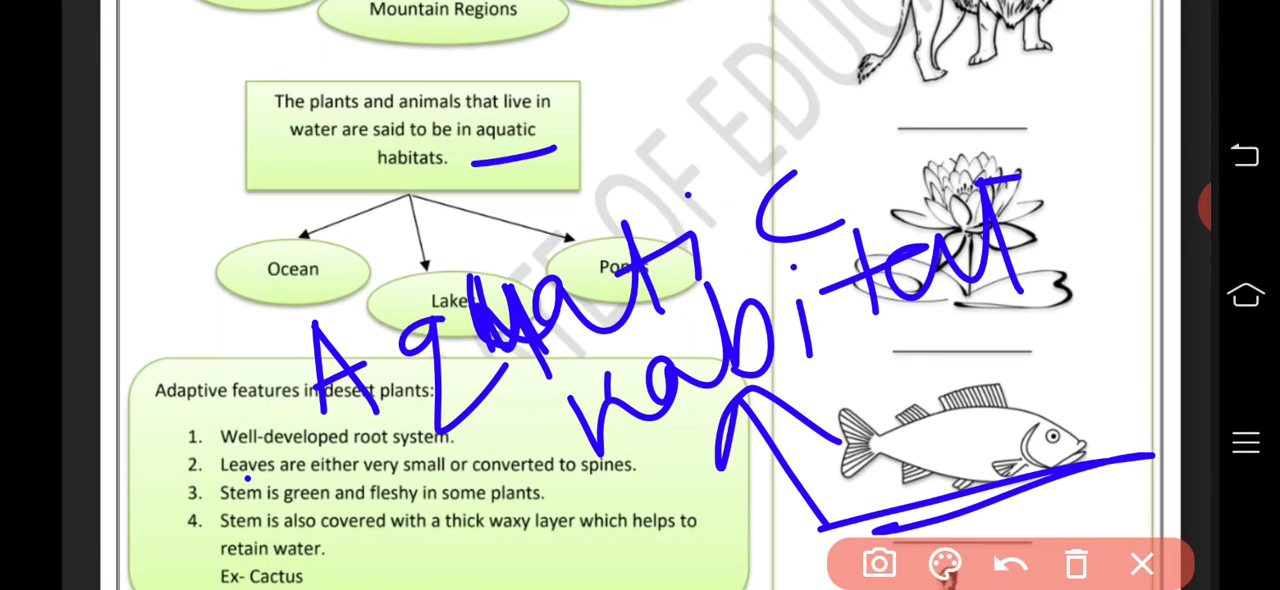 Mountain Regions
The plants and animals that live in
water are said to be in aquatic
habitats.
Ocean
Lake
Aquatic
habitent
Adaptive features in desert plants:
1. Well-developed root system.
2. Leaves are either very small or converted to spines.
3. Stem is green and fleshy in some plants.
4. Stem is also covered with a thick waxy layer which helps to
retain water.
Ex- Cactus
OF EDUC